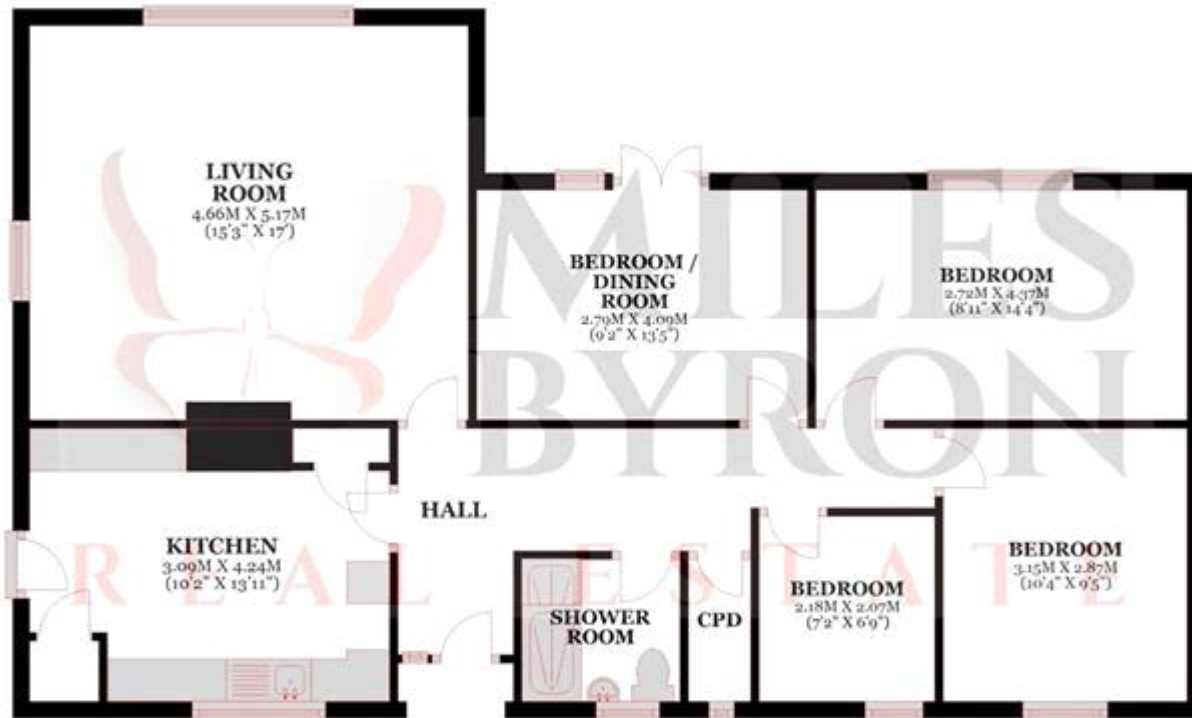 LIVING
ROOM
4.66M X 5.17M
(15'3" X 17')
BEDROOM /
DINING
ROOM
2.79M X 4.09M
(9'2" X 13'5")
BEDROOM
2.72M X 4.37M
(8'11" X 14'4")
MILES
BYRON
REAL ESTATE
HALL
KITCHEN
3.09M X 4.24M
(10'2" X 13'11")
SHOWER
ROOM
CPD
BEDROOM
2.18M X 2.07M
(7'2" X 6'9")
BEDROOM
3.15M X 2.87M
(10'4" X 9'5")